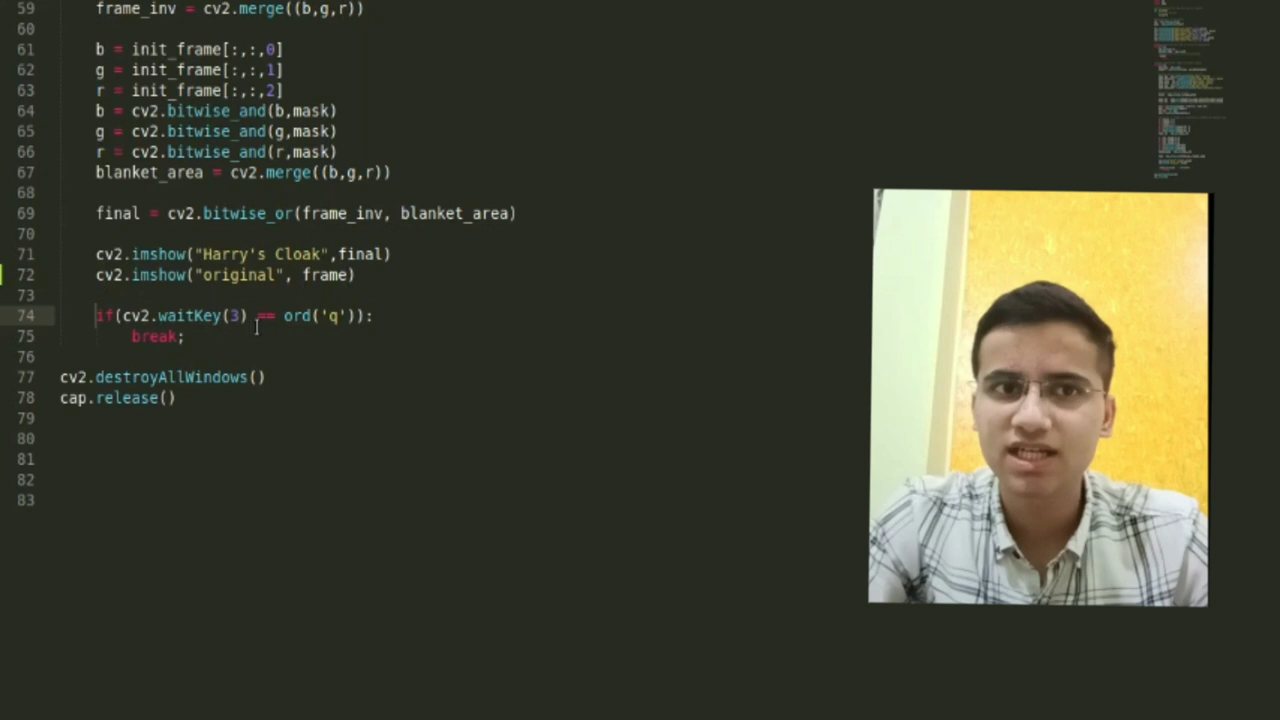 59 frame_inv = cv2.merge((b,g,r))
60
61 b = init_frame[:,:,0]
62 g = init_frame[:,:,1]
63 r = init_frame[:,:,2]
64 b = cv2.bitwise_and(b,mask)
65 g = cv2.bitwise_and(g,mask)
66 r = cv2.bitwise_and(r,mask)
67 blanket_area = cv2.merge((b,g,r))
68
69 final = cv2.bitwise_or(frame_inv, blanket_area)
70
71 cv2.imshow("Harry's Cloak",final)
72 cv2.imshow("original", frame)
73
74 if(cv2.waitKey(3) == ord('q')):
75 break;
76
77 cv2.destroyAllWindows()
78 cap.release()
79
80
81
82
83